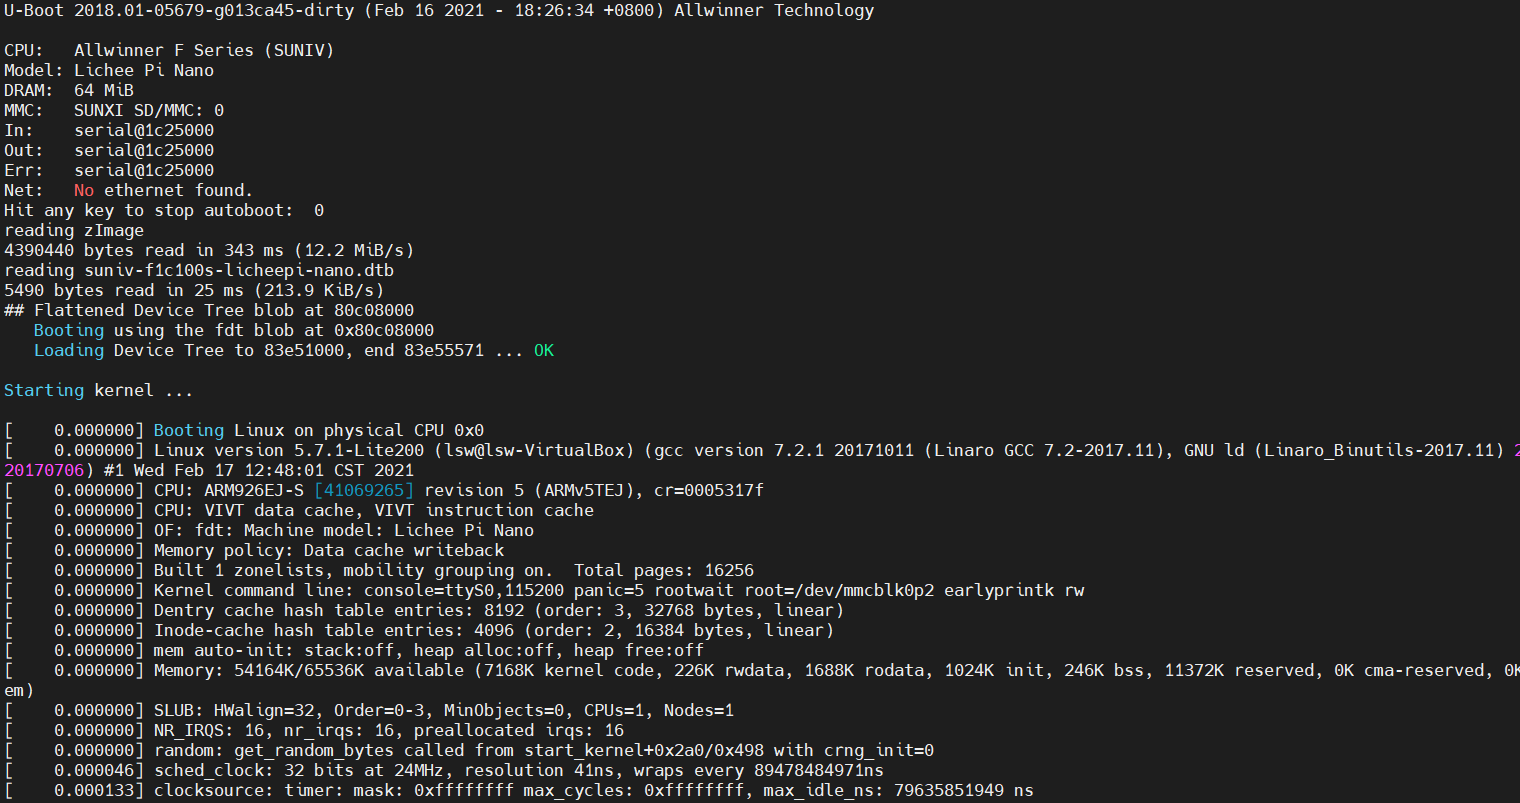 U-Boot 2018.01-05679-g013ca45-dirty (Feb 16 2021 - 18:26:34 +0800) Allwinner Technology
CPU:   Allwinner F Series (SUNIV)
Model: Lichee Pi Nano
DRAM:  64 MiB
MMC:   SUNXI SD/MMC: 0
In:    serial@1c25000
Out:   serial@1c25000
Err:   serial@1c25000
Net:   No ethernet found.
Hit any key to stop autoboot:  0
reading zImage
4390440 bytes read in 343 ms (12.2 MiB/s)
reading suniv-f1c100s-licheepi-nano.dtb
5490 bytes read in 25 ms (213.9 KiB/s)
## Flattened Device Tree blob at 80c08000
   Booting using the fdt blob at 0x80c08000
   Loading Device Tree to 83e51000, end 83e55571 ... OK
Starting kernel ...
[    0.000000] Booting Linux on physical CPU 0x0
[    0.000000] Linux version 5.7.1-Lite200 (lsw@lsw-VirtualBox) (gcc version 7.2.1 20171011 (Linaro GCC 7.2-2017.11), GNU ld (Linaro_Binutils-2017.11) 2
20170706) #1 Wed Feb 17 12:48:01 CST 2021
[    0.000000] CPU: ARM926EJ-S [41069265] revision 5 (ARMv5TEJ), cr=0005317f
[    0.000000] CPU: VIVT data cache, VIVT instruction cache
[    0.000000] OF: fdt: Machine model: Lichee Pi Nano
[    0.000000] Memory policy: Data cache writeback
[    0.000000] Built 1 zonelists, mobility grouping on.  Total pages: 16256
[    0.000000] Kernel command line: console=ttyS0,115200 panic=5 rootwait root=/dev/mmcblk0p2 earlyprintk rw
[    0.000000] Dentry cache hash table entries: 8192 (order: 3, 32768 bytes, linear)
[    0.000000] Inode-cache hash table entries: 4096 (order: 2, 16384 bytes, linear)
[    0.000000] mem auto-init: stack:off, heap alloc:off, heap free:off
[    0.000000] Memory: 54164K/65536K available (7168K kernel code, 226K rwdata, 1688K rodata, 1024K init, 246K bss, 11372K reserved, 0K cma-reserved, 0K
em)
[    0.000000] SLUB: HWalign=32, Order=0-3, MinObjects=0, CPUs=1, Nodes=1
[    0.000000] NR_IRQS: 16, nr_irqs: 16, preallocated irqs: 16
[    0.000000] random: get_random_bytes called from start_kernel+0x2a0/0x498 with crng_init=0
[    0.000046] sched_clock: 32 bits at 24MHz, resolution 41ns, wraps every 89478484971ns
[    0.000133] clocksource: timer: mask: 0xffffffff max_cycles: 0xffffffff, max_idle_ns: 79635851949 ns